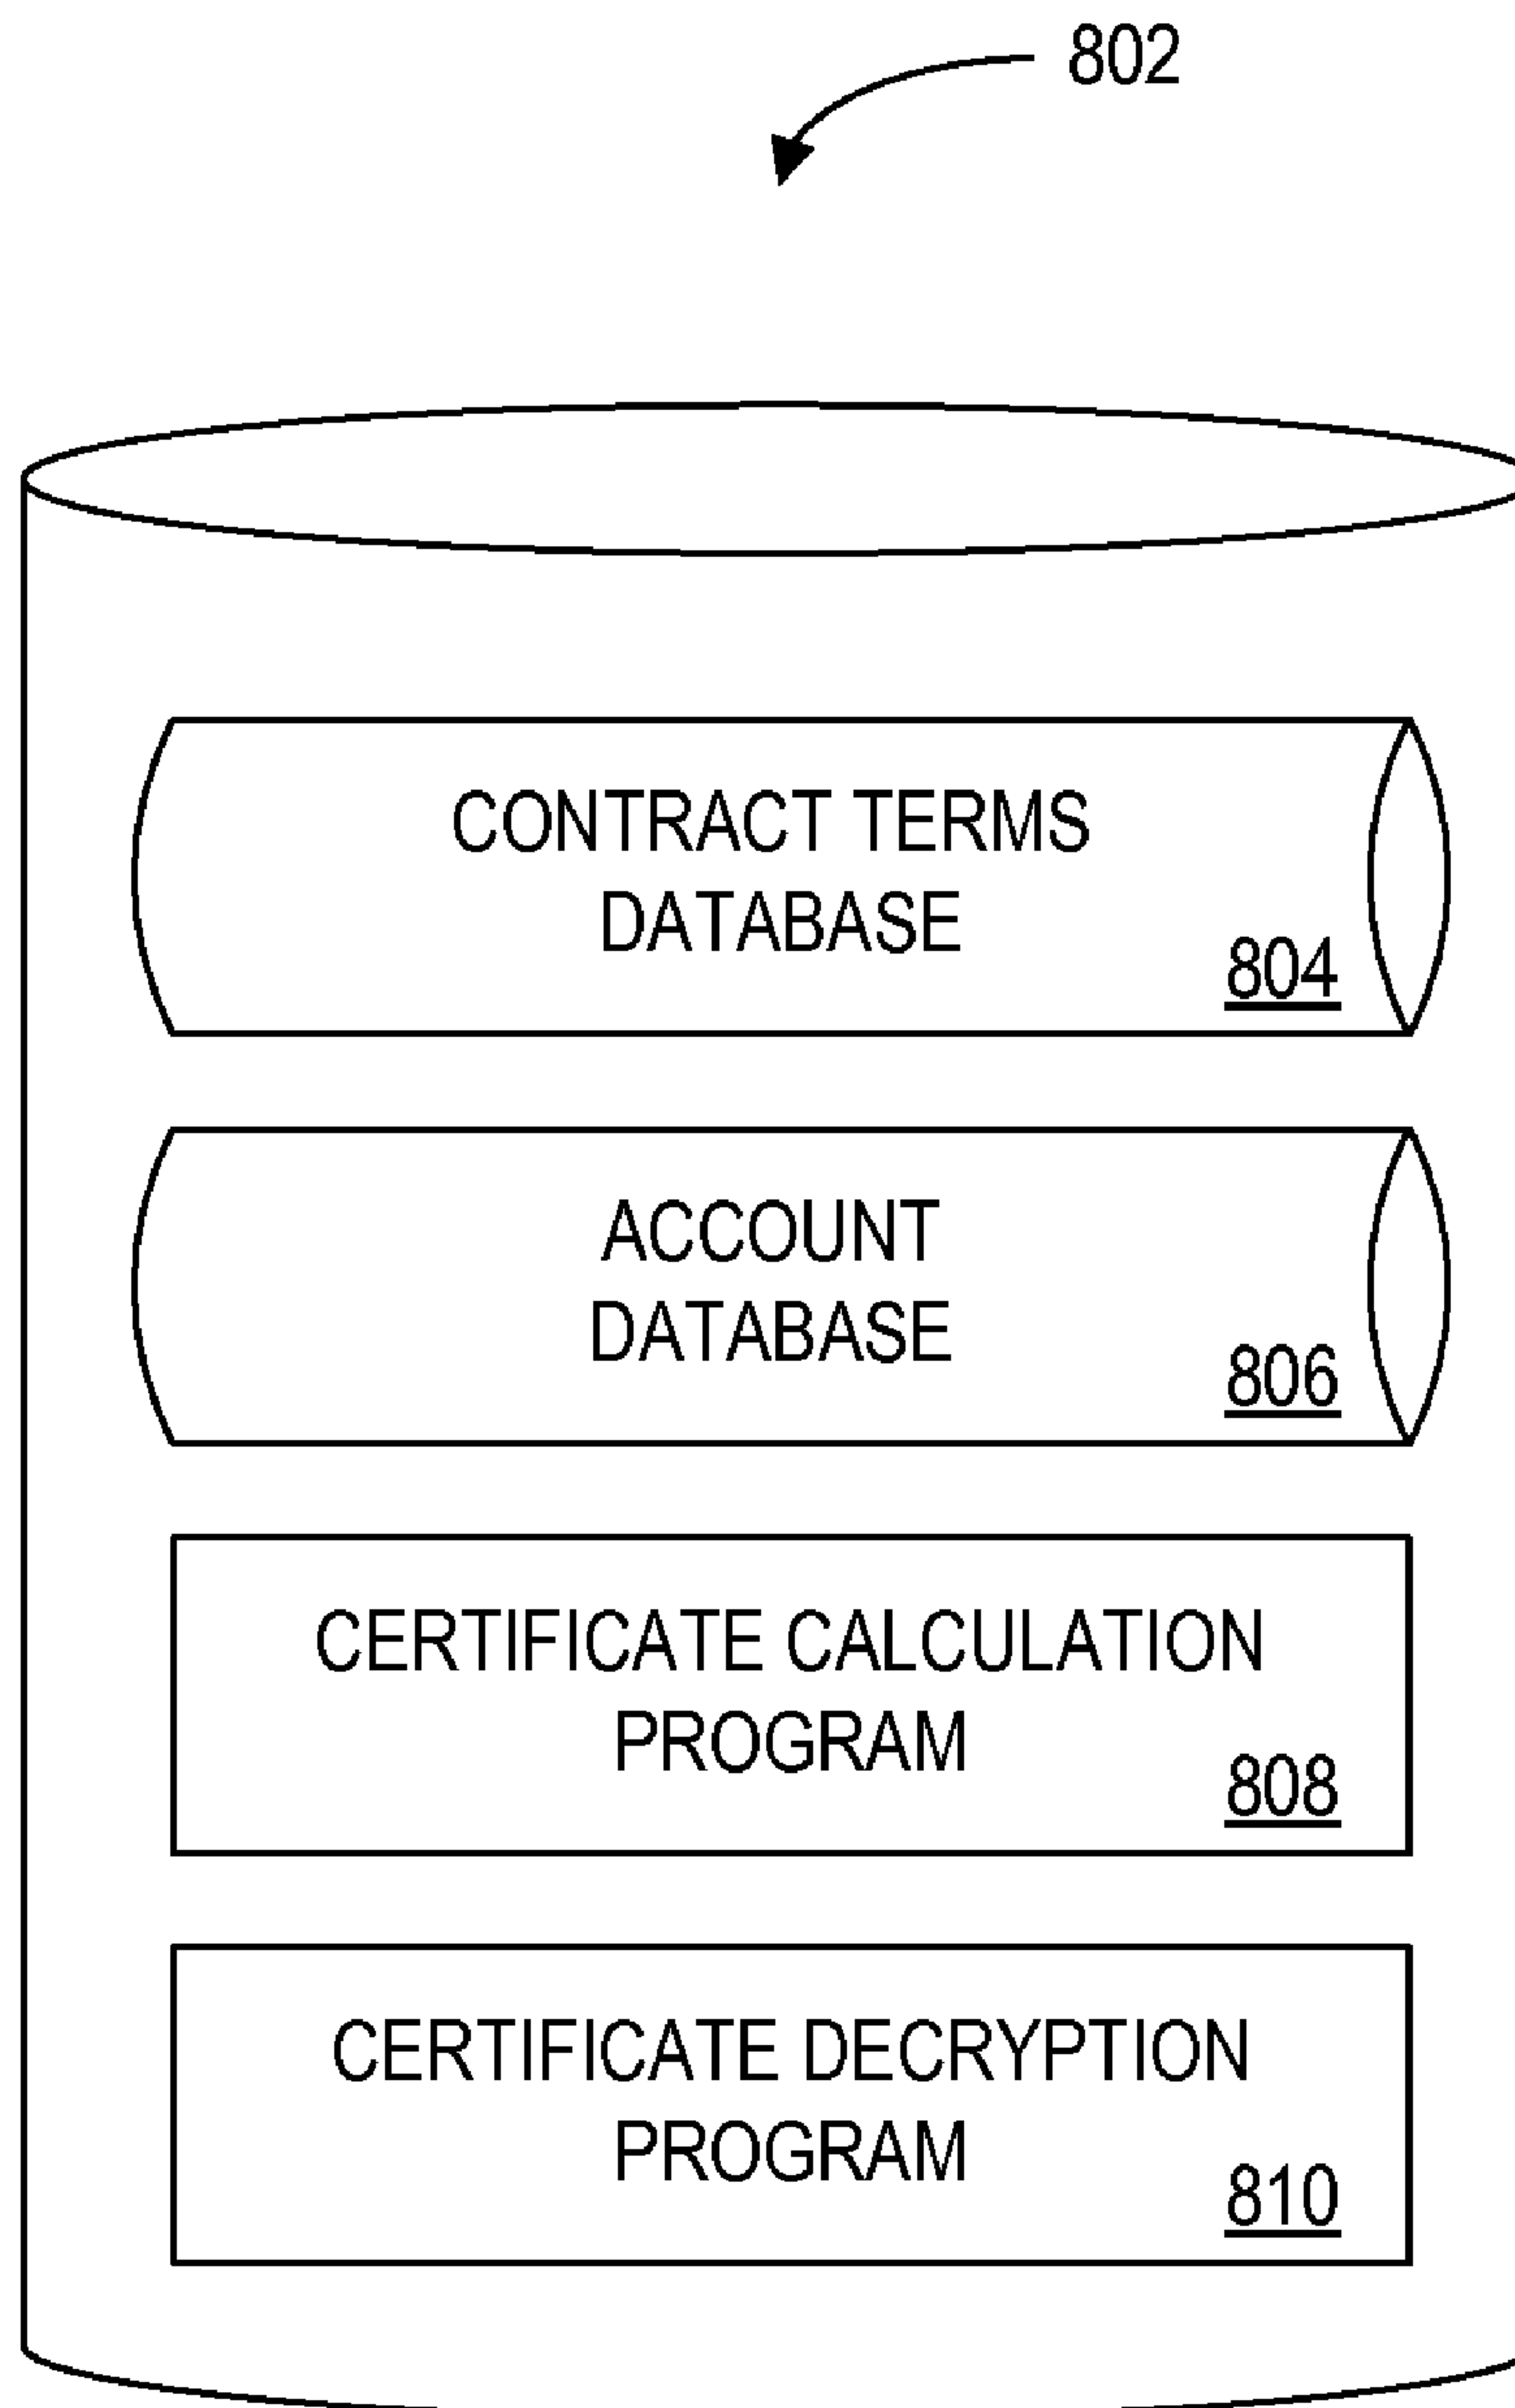 802
CONTRACT TERMS
DATABASE
804
ACCOUNT
DATABASE
806
CERTIFICATE CALCULATION
PROGRAM
808
CERTIFICATE DECRYPTION
PROGRAM
810